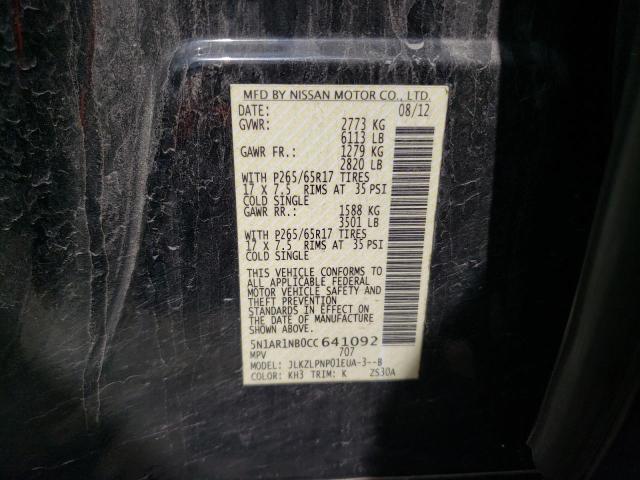 MFD BY NISSAN MOTOR CO., LTD.
DATE: 08/12
GVWR: 2773 KG
6113 LB
GAWR FR.: 1279 KG
2820 LB
WITH P265/65R17 TIRES
17 X 7.5 RIMS AT 35 PSI
COLD SINGLE
GAWR RR.: 1588 KG
3501 LB
WITH P265/65R17 TIRES
17 X 7.5 RIMS AT 35 PSI
COLD SINGLE
THIS VEHICLE CONFORMS TO
ALL APPLICABLE FEDERAL
MOTOR VEHICLE SAFETY AND
THEFT PREVENTION
STANDARDS IN EFFECT ON
THE DATE OF MANUFACTURE
SHOWN ABOVE.
5N1AR1NB0CC 641092
MPV 707
MODEL: JLKZLPNP01EUA-3--B
COLOR: KH3 TRIM: K ZS30A